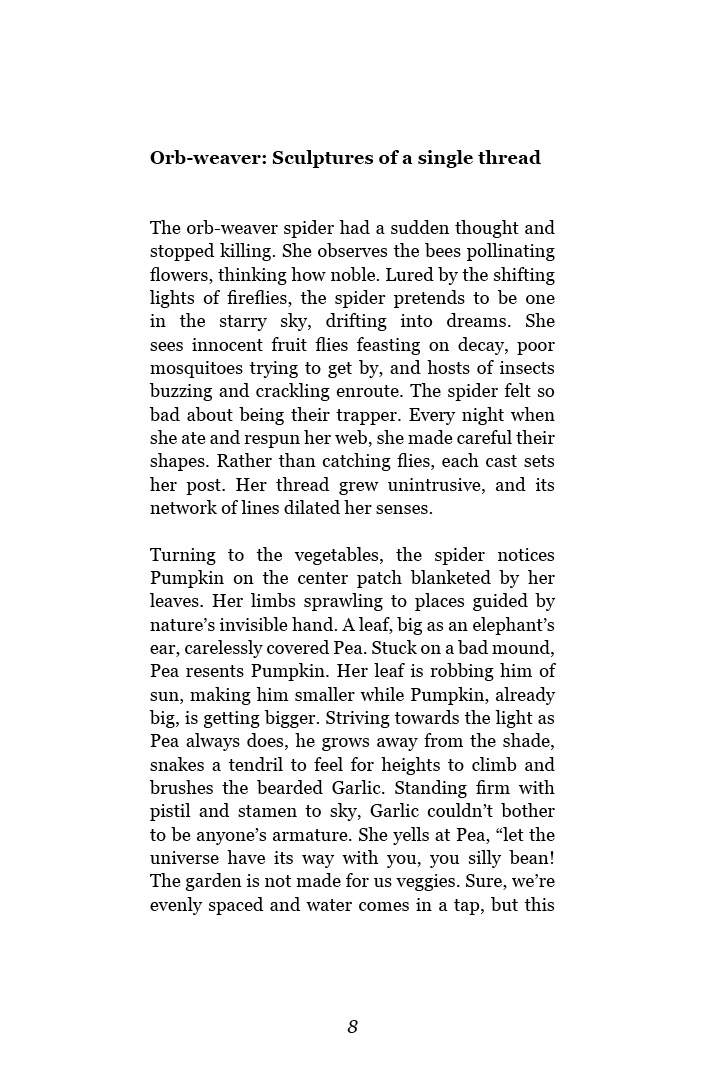 Orb-weaver: Sculptures of a single thread
The orb-weaver spider had a sudden thought and
stopped killing. She observes the bees pollinating
flowers, thinking how noble. Lured by the shifting
lights of fireflies, the spider pretends to be one
in the starry sky, drifting into dreams. She
sees innocent fruit flies feasting on decay, poor
mosquitoes trying to get by, and hosts of insects
buzzing and crackling enroute. The spider felt so
bad about being their trapper. Every night when
she ate and respun her web, she made careful their
shapes. Rather than catching flies, each cast sets
her post. Her thread grew unintrusive, and its
network of lines dilated her senses.
Turning to the vegetables, the spider notices
Pumpkin on the center patch blanketed by her
leaves. Her limbs sprawling to places guided by
nature’s invisible hand. A leaf, big as an elephant’s
ear, carelessly covered Pea. Stuck on a bad mound,
Pea resents Pumpkin. Her leaf is robbing him of
sun, making him smaller while Pumpkin, already
big, is getting bigger. Striving towards the light as
Pea always does, he grows away from the shade,
snakes a tendril to feel for heights to climb and
brushes the bearded Garlic. Standing firm with
pistil and stamen to sky, Garlic couldn’t bother
to be anyone’s armature. She yells at Pea, “let the
universe have its way with you, you silly bean!
The garden is not made for us veggies. Sure, we’re
evenly spaced and water comes in a tap, but this
8